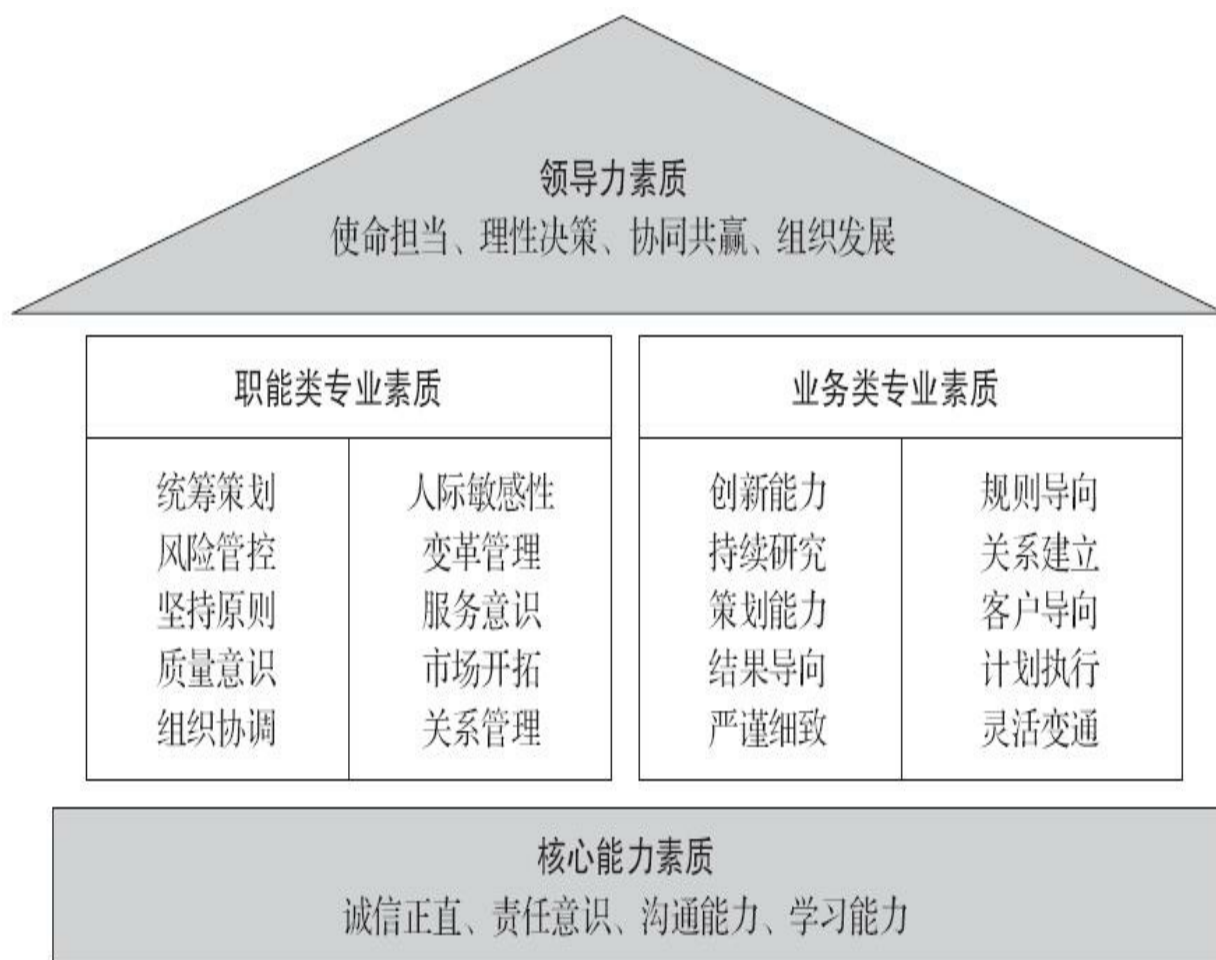 领导力素质
使命担当、理性决策、协同共赢、组织发展
职能类专业素质
统筹策划
风险管控
坚持原则
质量意识
组织协调
人际敏感性
变革管理
服务意识
市场开拓
关系管理
业务类专业素质
创新能力
持续研究
策划能力
结果导向
严谨细致
规则导向
关系建立
客户导向
计划执行
灵活变通
核心能力素质
诚信正直、责任意识、沟通能力、学习能力